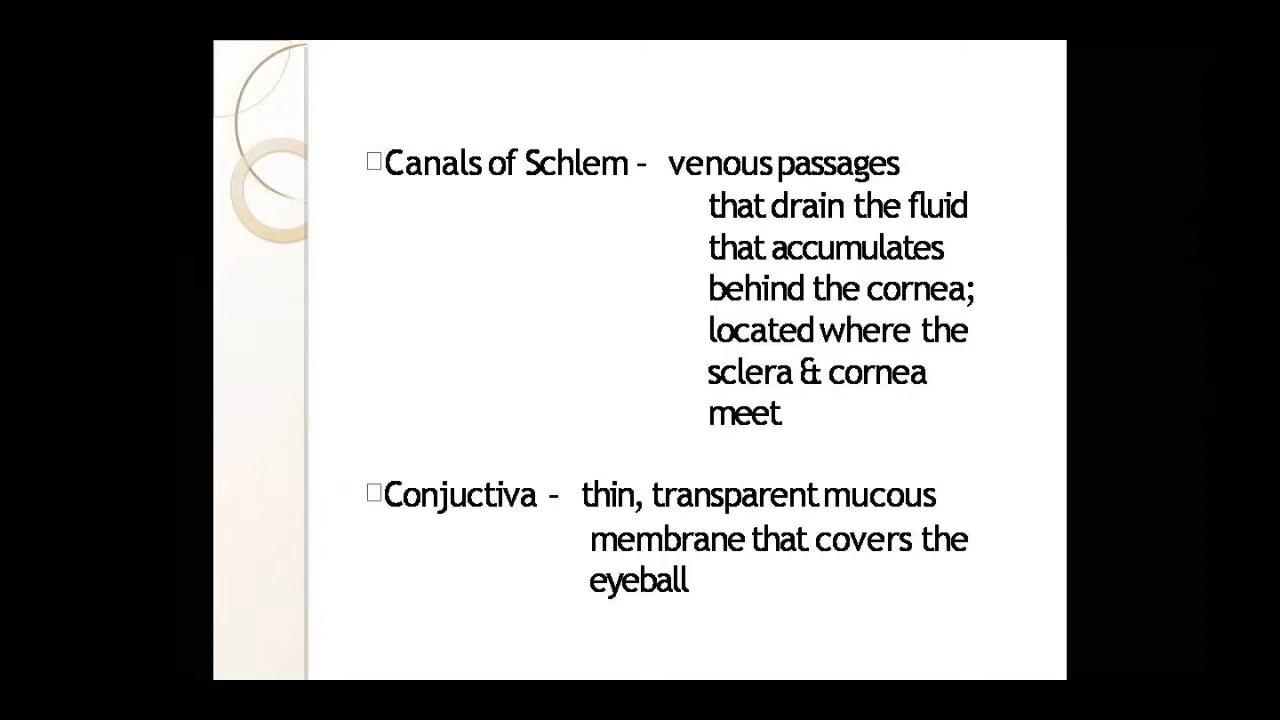 Canals of Schlem - venous passages
that drain the fluid
that accumulates
behind the cornea;
located where the
sclera & cornea
meet
Conjuctiva - thin, transparent mucous
membrane that covers the
eyeball